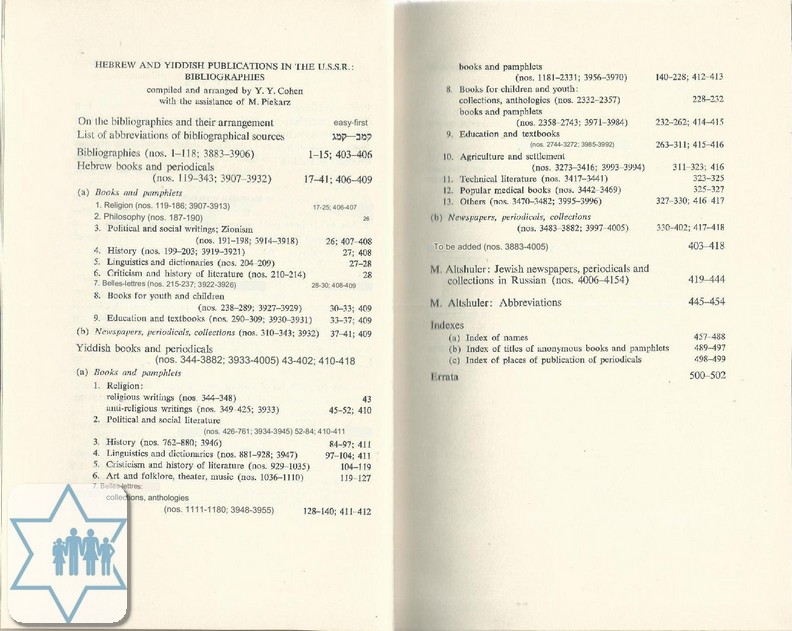 HEBREW AND YIDDISH PUBLICATIONS IN THE U.S.S.R.:
BIBLIOGRAPHIES
compiled and arranged by Y. Y. Cohen
with the assistance of M. Piekarz
On the bibliographies and their arrangement easy-first
List of abbreviations of bibliographical sources קמב—קמג
Bibliographies (nos. 1–118; 3883–3906) 1–15; 403–406
Hebrew books and periodicals
(nos. 119–343; 3907–3932) 17–41; 406–409
(a) Books and pamphlets
1. Religion (nos. 119-186; 3907-3913) 17-25; 406-407
2. Philosophy (nos. 187-190) 26
3. Political and social writings; Zionism
(nos. 191–198; 3914–3918) 26; 407–408
4. History (nos. 199–203; 3919–3921) 27; 408
5. Linguistics and dictionaries (nos. 204–209) 27–28
6. Criticism and history of literature (nos. 210–214) 28
7. Belles-lettres (nos. 215-237; 3922-3926) 28-30; 408-409
8. Books for youth and children
(nos. 238–289; 3927–3929) 30–33; 409
9. Education and textbooks (nos. 290–309; 3930–3931) 33–37; 409
(b) Newspapers, periodicals, collections (nos. 310–343; 3932) 37–41; 409
Yiddish books and periodicals
(nos. 344-3882; 3933-4005) 43-402; 410-418
(a) Books and pamphlets
1. Religion:
religious writings (nos. 344–348) 43
anti-religious writings (nos. 349–425; 3933) 45–52; 410
2. Political and social literature
(nos. 426-761; 3934-3945) 52-84; 410-411
3. History (nos. 762–880; 3946) 84–97; 411
4. Linguistics and dictionaries (nos. 881–928; 3947) 97–104; 411
5. Cristicism and history of literature (nos. 929–1035) 104–119
6. Art and folklore, theater, music (nos. 1036–1110) 119–127
7. Belles-lettres:
collections, anthologies
(nos. 1111-1180; 3948-3955) 128–140; 411–412
books and pamphlets
(nos. 1181–2331; 3956–3970) 140–228; 412–413
8. Books for children and youth:
collections, anthologies (nos. 2332–2357) 228–232
books and pamphlets
(nos. 2358–2743; 3971–3984) 232–262; 414–415
9. Education and textbooks
(nos. 2744-3272; 3985-3992) 263–311; 415–416
10. Agriculture and settlement
(nos. 3273–3416; 3993–3994) 311–323; 416
11. Technical literature (nos. 3417–3441) 323–325
12. Popular medical books (nos. 3442–3469) 325–327
13. Others (nos. 3470–3482; 3995–3996) 327–330; 416 417
(b) Newspapers, periodicals, collections
(nos. 3483–3882; 3997–4005) 330–402; 417–418
To be added (nos. 3883-4005) 403–418
M. Altshuler: Jewish newspapers, periodicals and
collections in Russian (nos. 4006–4154) 419–444
M. Altshuler: Abbreviations 445–454
Indexes
(a) Index of names 457–488
(b) Index of titles of anonymous books and pamphlets 489–497
(c) Index of places of publication of periodicals 498–499
Errata 500–502